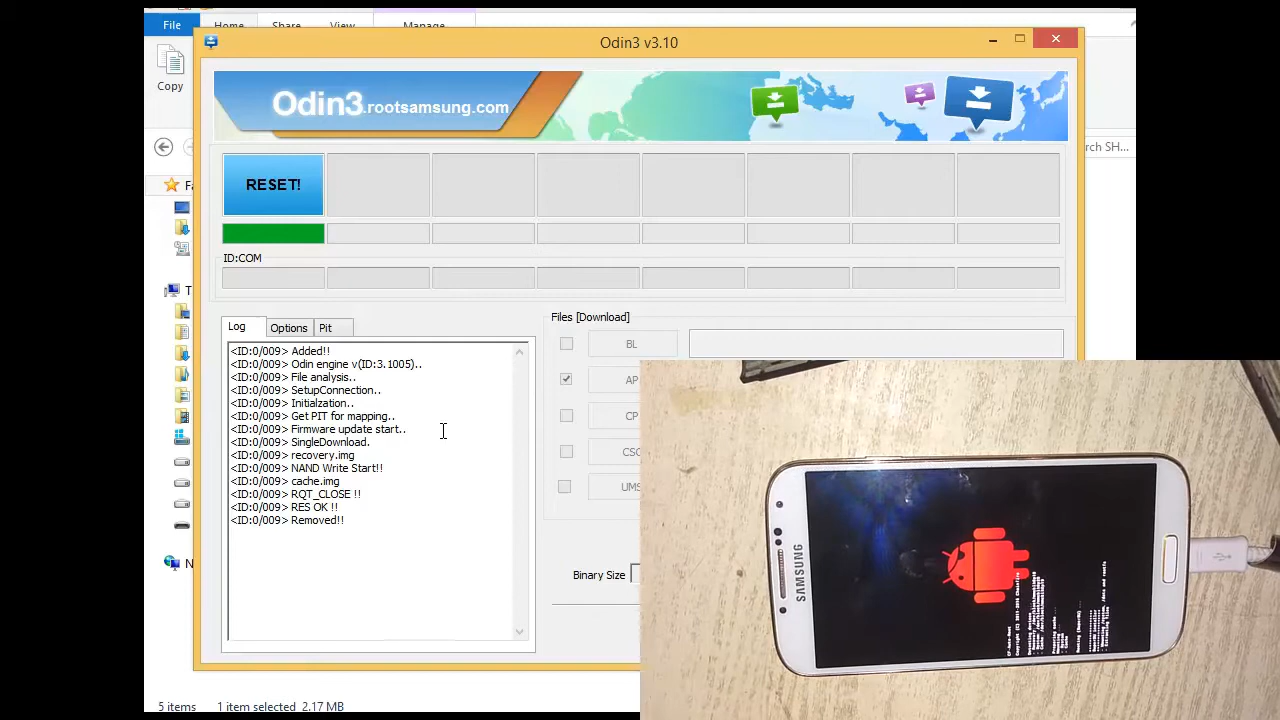 File
Home
Share
View
Manage
Odin3 v3.10
Copy
Odin3.rootsamsung.com
RESET!
ID:COM
Log
Options
Pit
Files [Download]
<ID:0/009> Added!!
<ID:0/009> Odin engine v(ID:3.1005)..
<ID:0/009> File analysis..
<ID:0/009> SetupConnection..
<ID:0/009> Initialzation..
<ID:0/009> Get PIT for mapping..
<ID:0/009> Firmware update start..
<ID:0/009> SingleDownload.
<ID:0/009> recovery.img
<ID:0/009> NAND Write Start!!
<ID:0/009> cache.img
<ID:0/009> RQT_CLOSE !!
<ID:0/009> RES OK !!
<ID:0/009> Removed!!
BL
AP
CP
CSC
UMS
Binary Size
SAMSUNG
5 items
1 item selected 2.17 MB